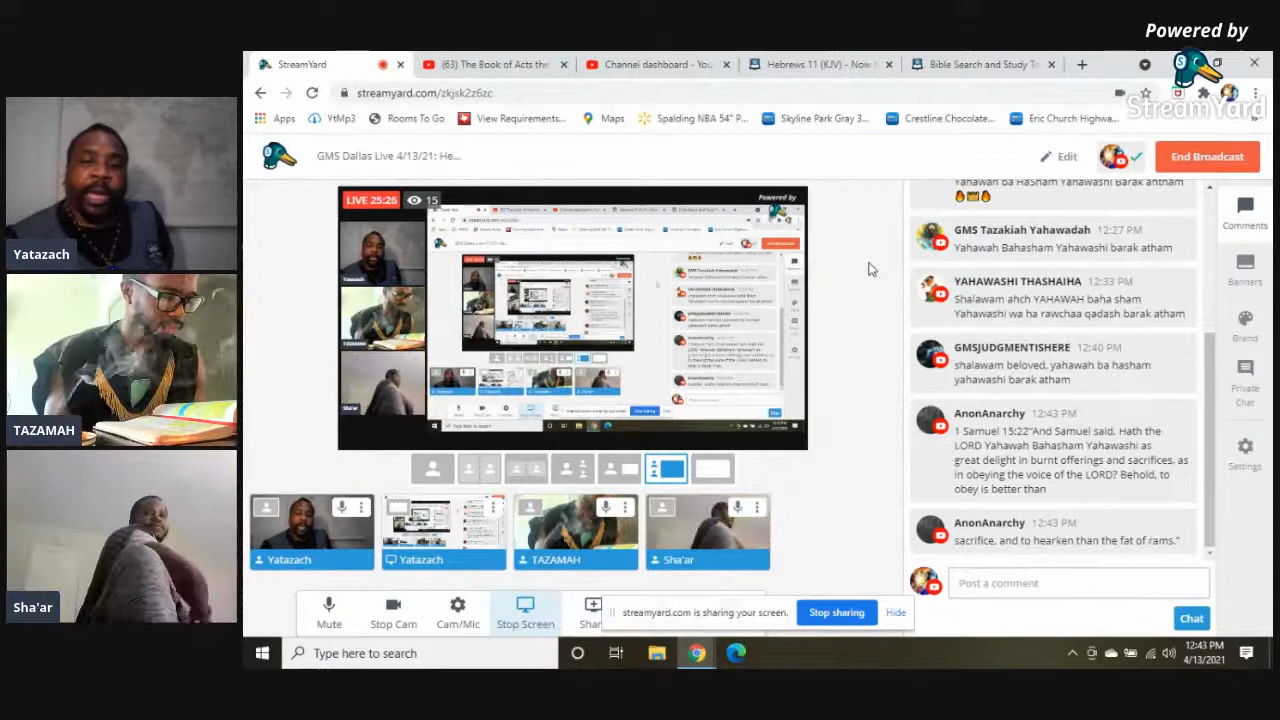 Powered by
StreamYard
StreamYard
(63) The Book of Acts the
Channel dashboard - You
Hebrews 11 (KJV) - Now
Bible Search and Study To
streamyard.com/zkjsk2z6zc
Apps
YtMp3
Rooms To Go
View Requirements...
Maps
Spalding NBA 54" P...
Skyline Park Gray 3...
Crestline Chocolate...
Eric Church Highwa...
GMS Dallas Live 4/13/21: He...
Edit
End Broadcast
LIVE 25:26
15
Powered by
Yahawah ba HaSham Yahawashi Barak antham
GMS Tazakiah Yahawadah 12:27 PM
Yahawah Bahasham Yahawashi barak atham
YAHAWASHI THASHAIHA 12:33 PM
Shalawam ahch YAHAWAH baha shem
Yahawashi wa ha rawchaa qadash barak atham
GMSJUDGMENTISHERE 12:40 PM
shalawam beloved, yahawah ba hasham
yahawashi barak atham
AnonAnarchy 12:43 PM
1 Samuel 15:22"And Samuel said, Hath the
LORD Yahawah Bahasham Yahawashi as
great delight in burnt offerings and sacrifices, as
in obeying the voice of the LORD? Behold, to
obey is better than
AnonAnarchy 12:43 PM
sacrifice, and to hearken than the fat of rams."
Post a comment
Chat
Comments
Banners
Brand
Private
Chat
Settings
Yatazach
TAZAMAH
Sha'ar
Yatazach
Yatazach
TAZAMAH
Sha'ar
Mute
Stop Cam
Cam/Mic
Stop Screen
Shar
streamyard.com is sharing your screen.
Stop sharing
Hide
Type here to search
12:43 PM
4/13/2021